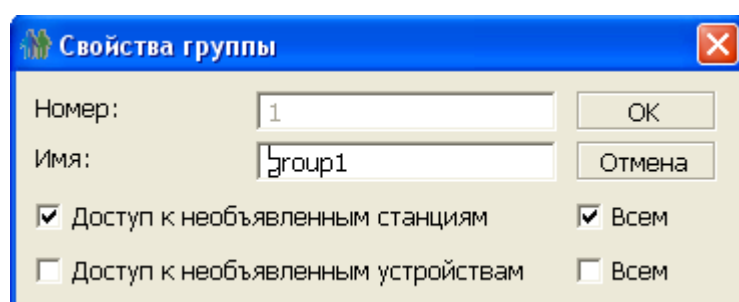 Свойства группы
Номер: 1 OK
Имя: group1 Отмена
Доступ к необъявленным станциям Всем
Доступ к необъявленным устройствам Всем